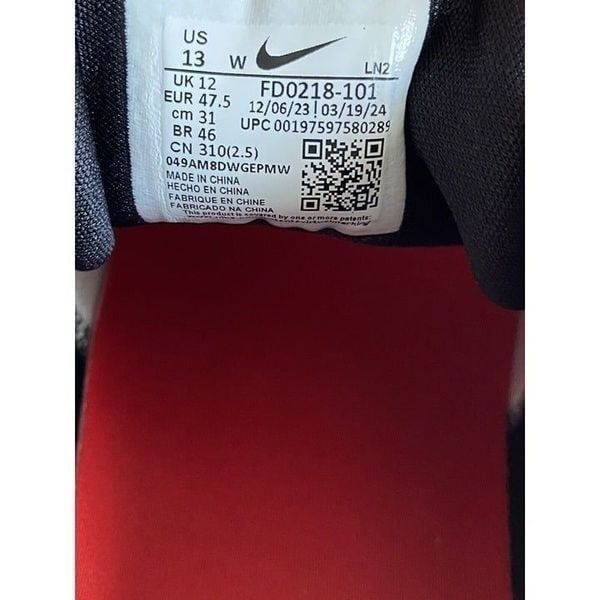 US
13 W
LN2
UK 12
FD0218-101
EUR 47.5
12/06/23 | 03/19/24
cm 31
UPC 00197597580289
BR 46
CN 310(2.5)
049AM8DWGEPMW
MADE IN CHINA
HECHO EN CHINA
FABRIQUE EN CHINE
FABRICADO NA CHINA
This product is covered by one or more patents: